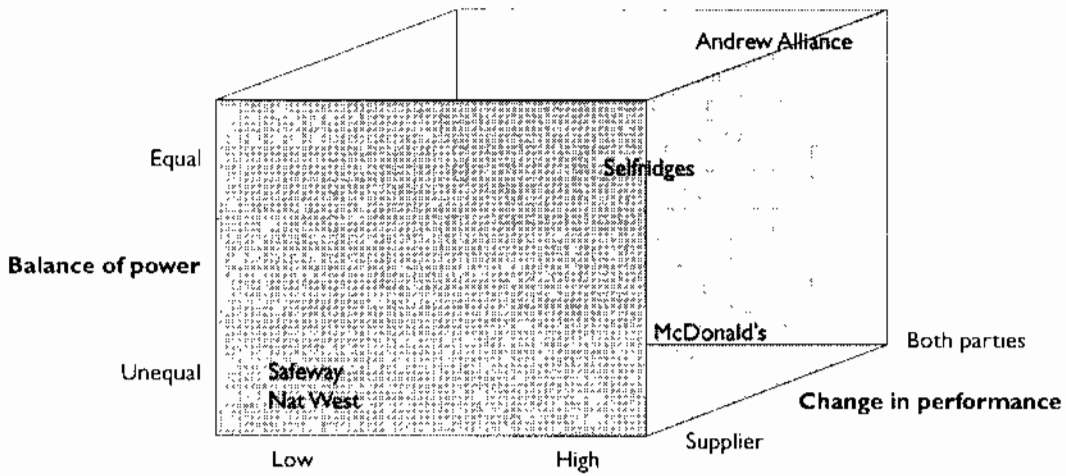 Andrew Alliance
Equal
Selfridges
Balance of power
McDonald's
Both parties
Unequal
Safeway
Nat West
Change in performance
Supplier
Low
High